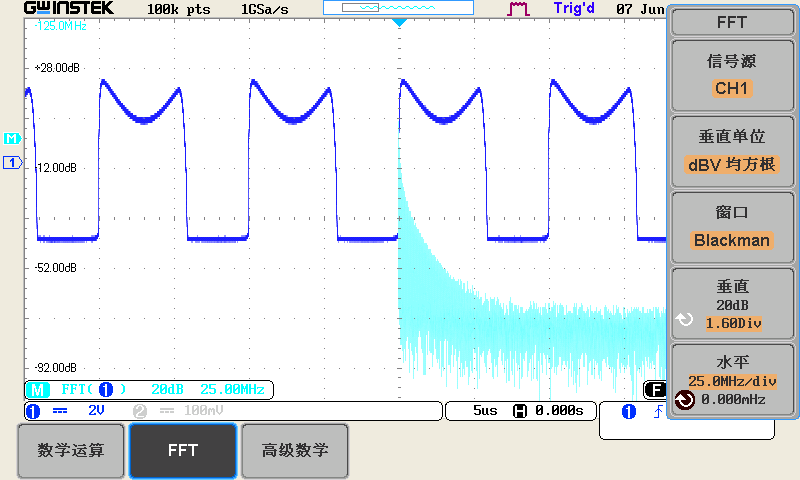 GWINSTEK 100k pts 1GSa/s Trig'd 07 Jun
-125.0MHz
+28.00dB
M
1
-12.00dB
-52.00dB
-92.00dB
M FFT( 1 ) 20dB 25.00MHz
F
1 2V 2 100mV
5us H 0.000s
1
FFT
信号源
CH1
垂直单位
dBV 均方根
窗口
Blackman
垂直
20dB
1.60Div
水平
25.0MHz/div
0.000mHz
数学运算
FFT
高级数学